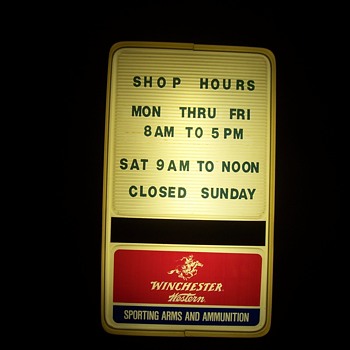 SHOP HOURS
MON THRU FRI
8AM TO 5PM
SAT 9AM TO NOON
CLOSED SUNDAY
WINCHESTER
Western
SPORTING ARMS AND AMMUNITION